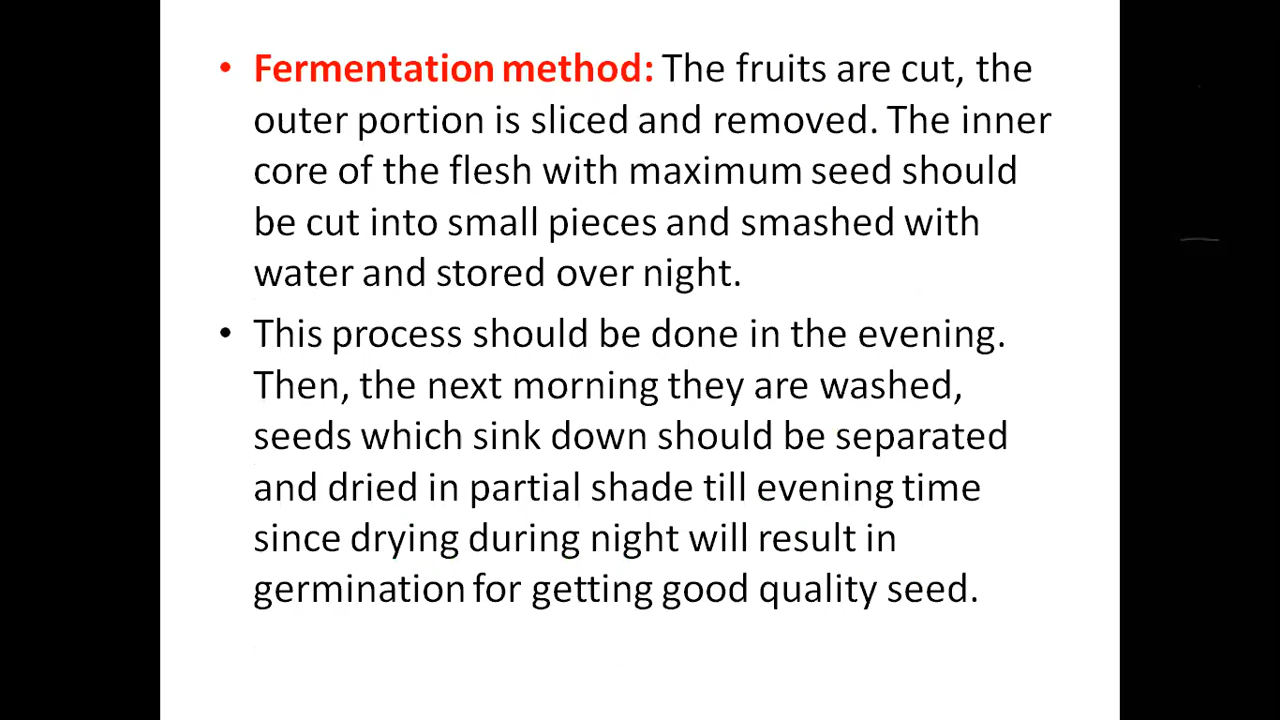 • Fermentation method: The fruits are cut, the
outer portion is sliced and removed. The inner
core of the flesh with maximum seed should
be cut into small pieces and smashed with
water and stored over night.
• This process should be done in the evening.
Then, the next morning they are washed,
seeds which sink down should be separated
and dried in partial shade till evening time
since drying during night will result in
germination for getting good quality seed.